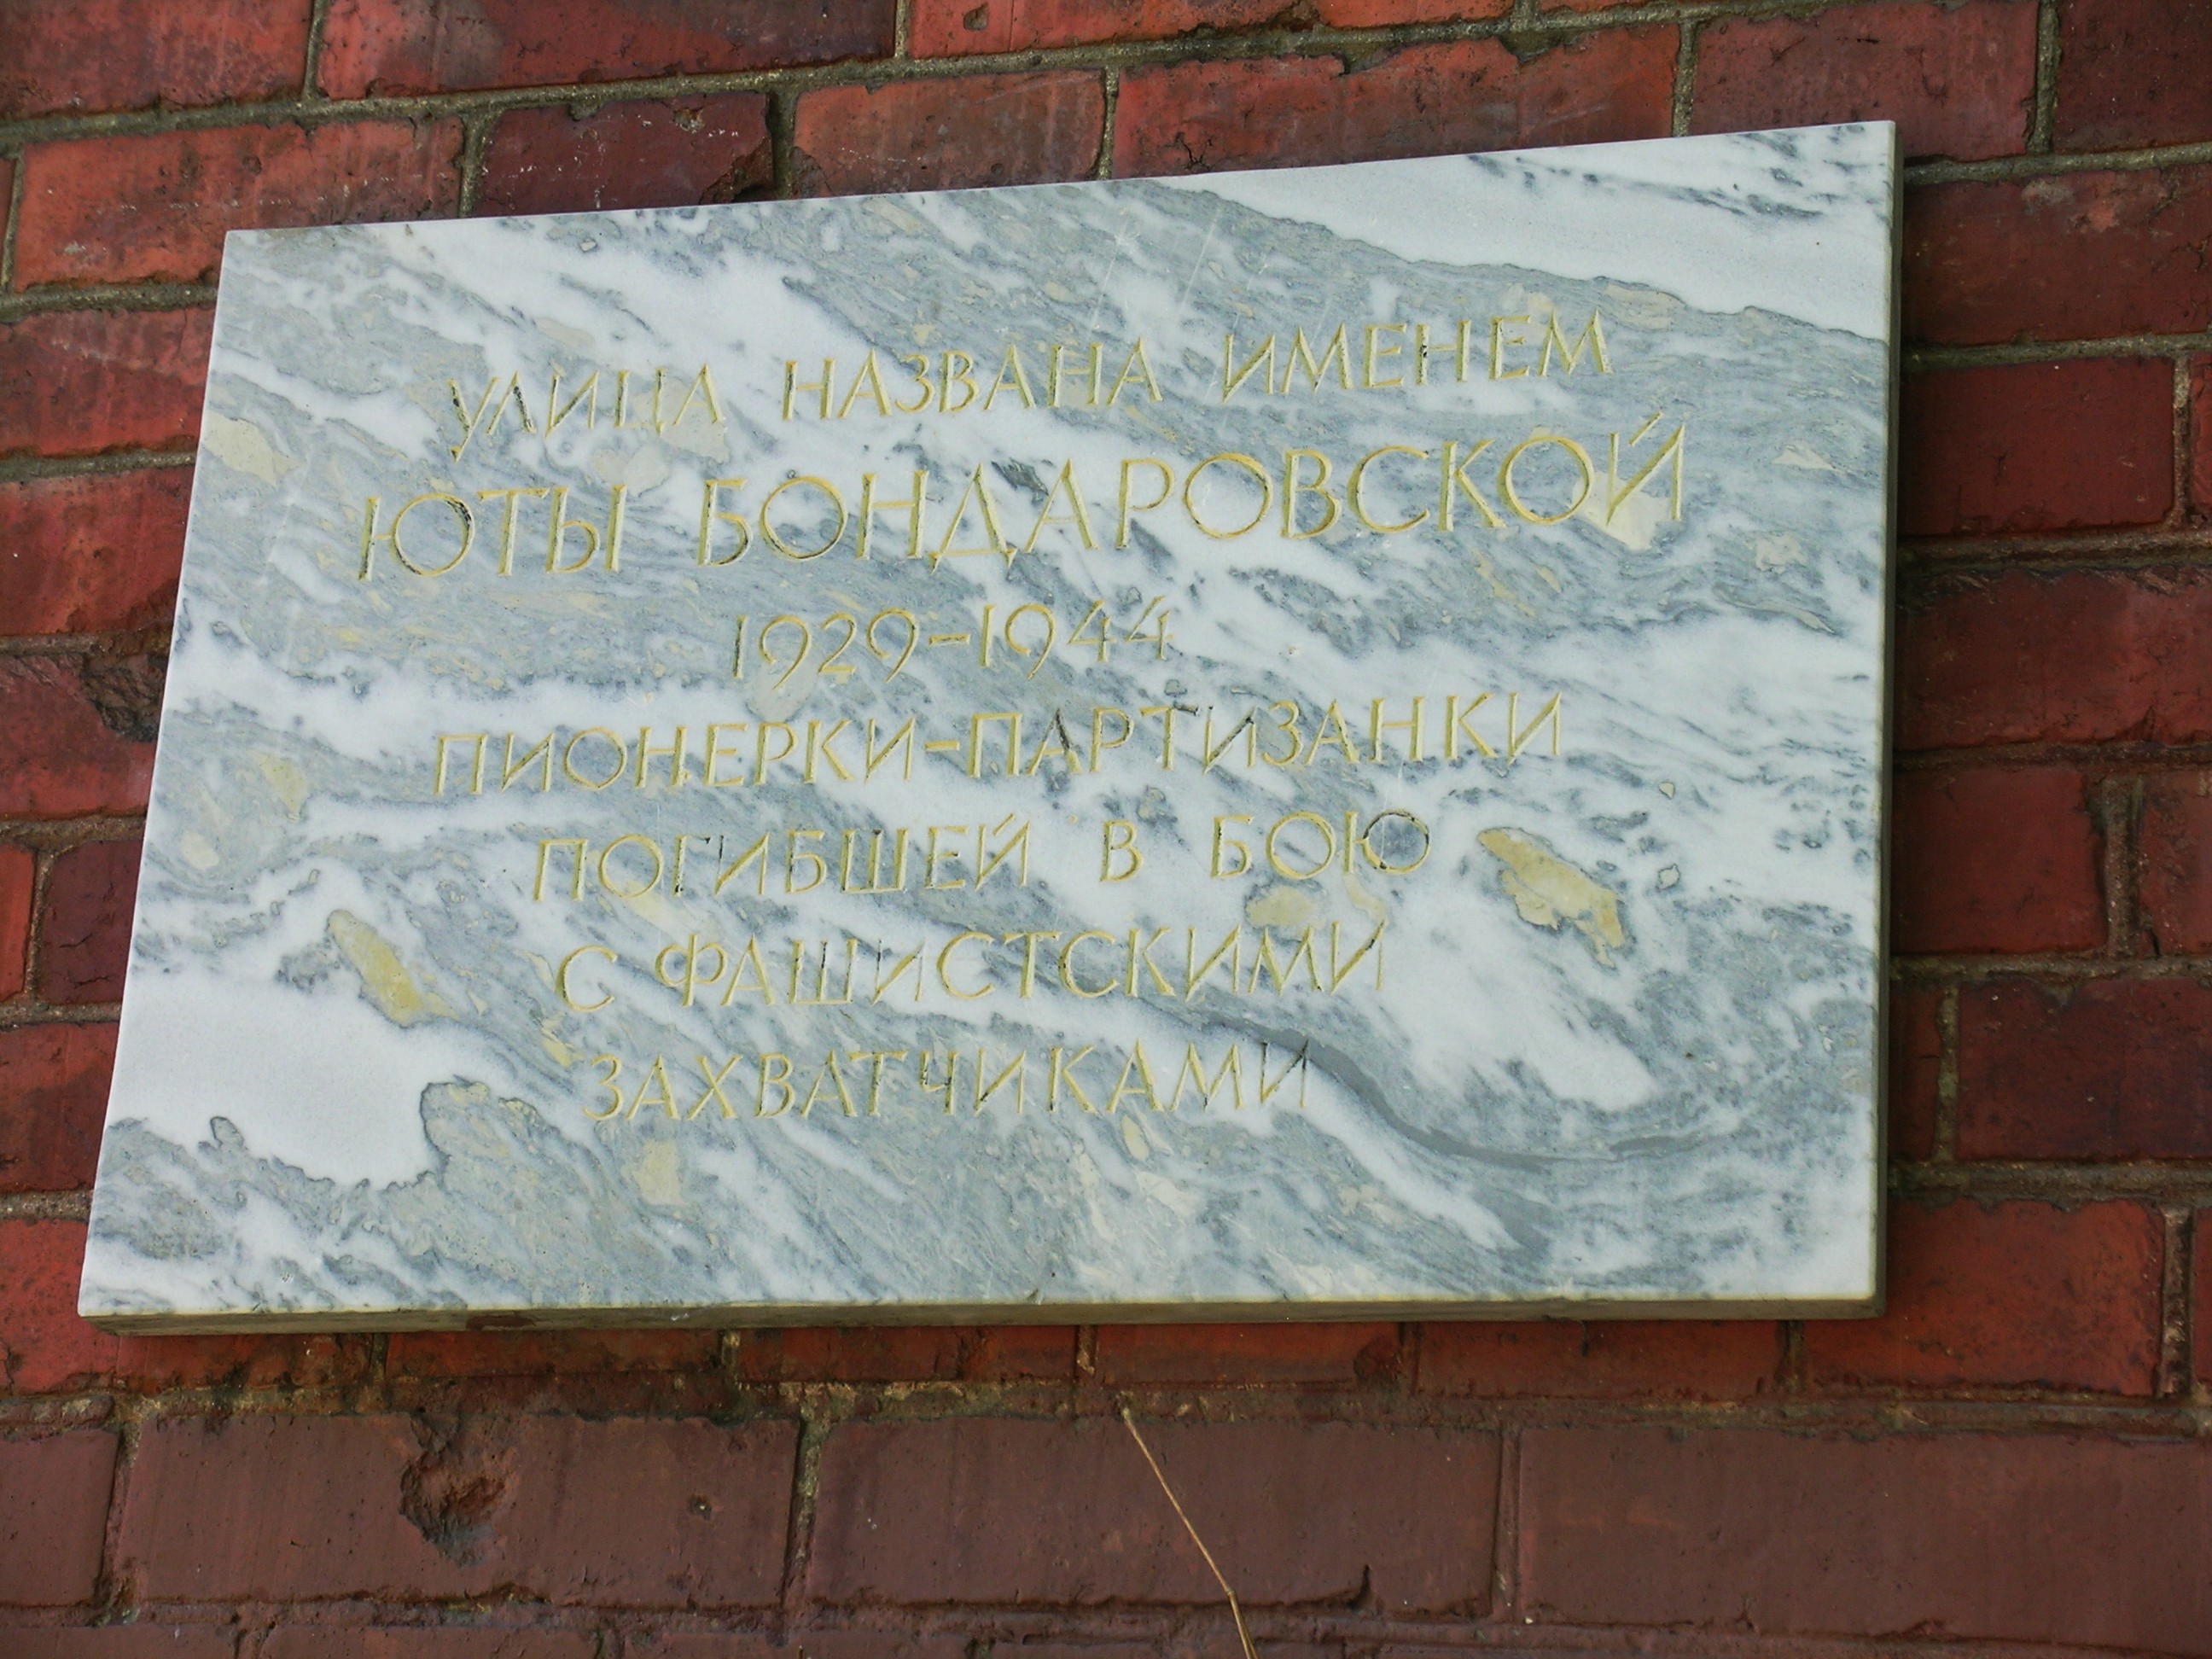 УЛИЦА НАЗВАНА ИМЕНЕМ
ЮТЫ БОНДАРОВСКОЙ
1929-1944
ПИОНЕРКИ-ПАРТИЗАНКИ
ПОГИБШЕЙ В БОЮ
С ФАШИСТСКИМИ
ЗАХВАТЧИКАМИ